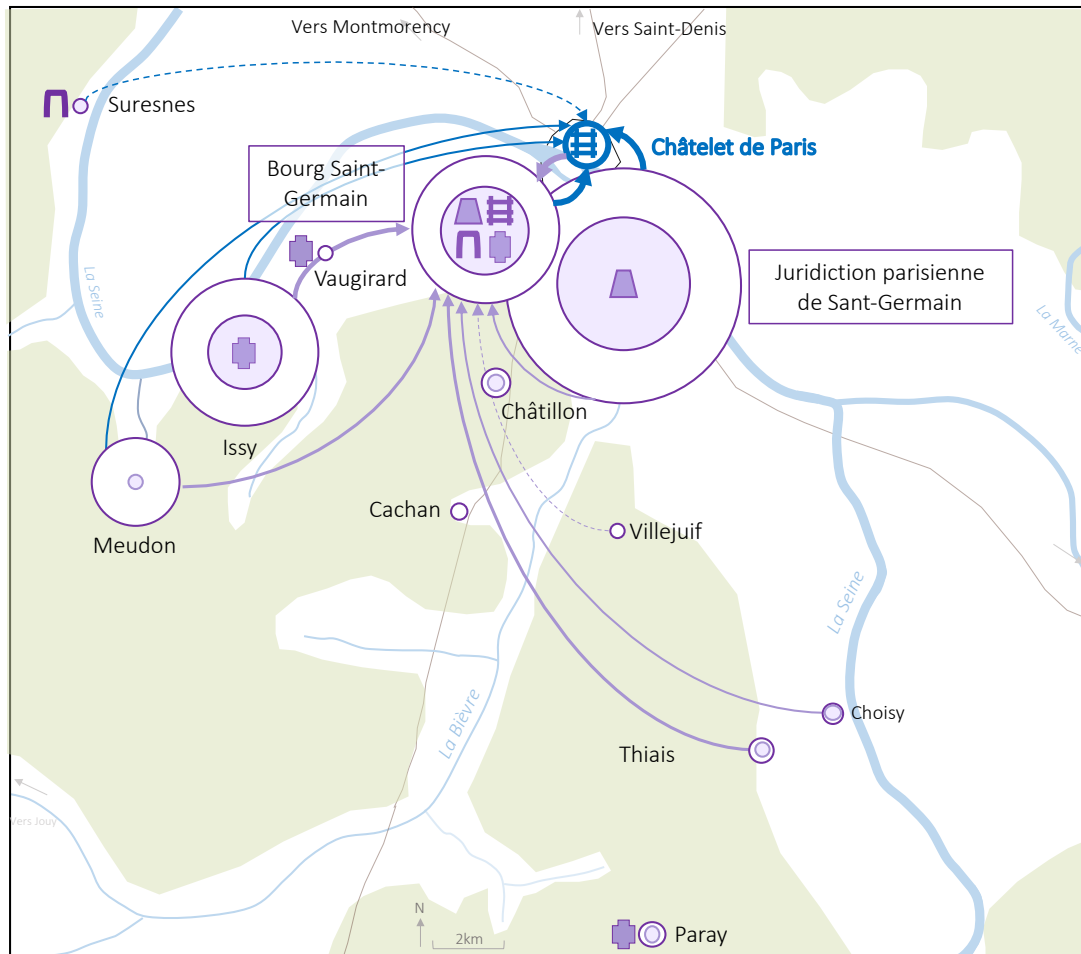 Vers Montmorency
Vers Saint-Denis
Suresnes
Châtelet de Paris
Bourg Saint-
Germain
Vaugirard
La Seine
Juridiction parisienne
de Sant-Germain
La Marne
Châtillon
Issy
Cachan
Villejuif
Meudon
La Seine
La Bièvre
Choisy
Thiais
Vers Jouy
N
2km
Paray